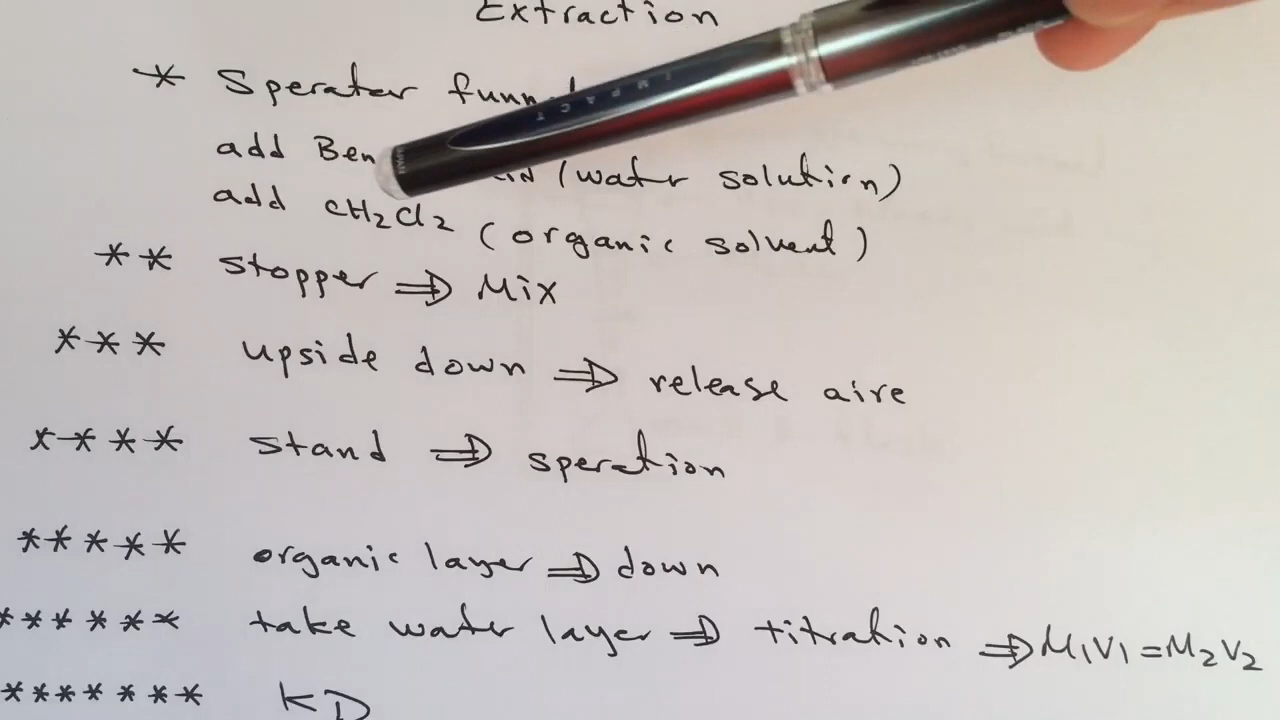 Extraction
* Sperater funn
add Ben (water solution)
add CH2Cl2 (organic solvent)
** stopper ⇒ Mix
*** upside down ⇒ release aire
**** stand ⇒ speration
***** organic layer ⇒ down
****** take water layer ⇒ titration ⇒ M1V1=M2V2
******* KD
IMPACT